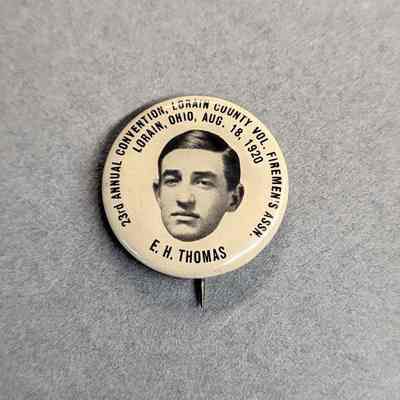 23rd ANNUAL CONVENTION, LORAIN COUNTY VOL. FIREMEN'S ASSN.
LORAIN, OHIO, AUG. 18, 1920
E. H. THOMAS